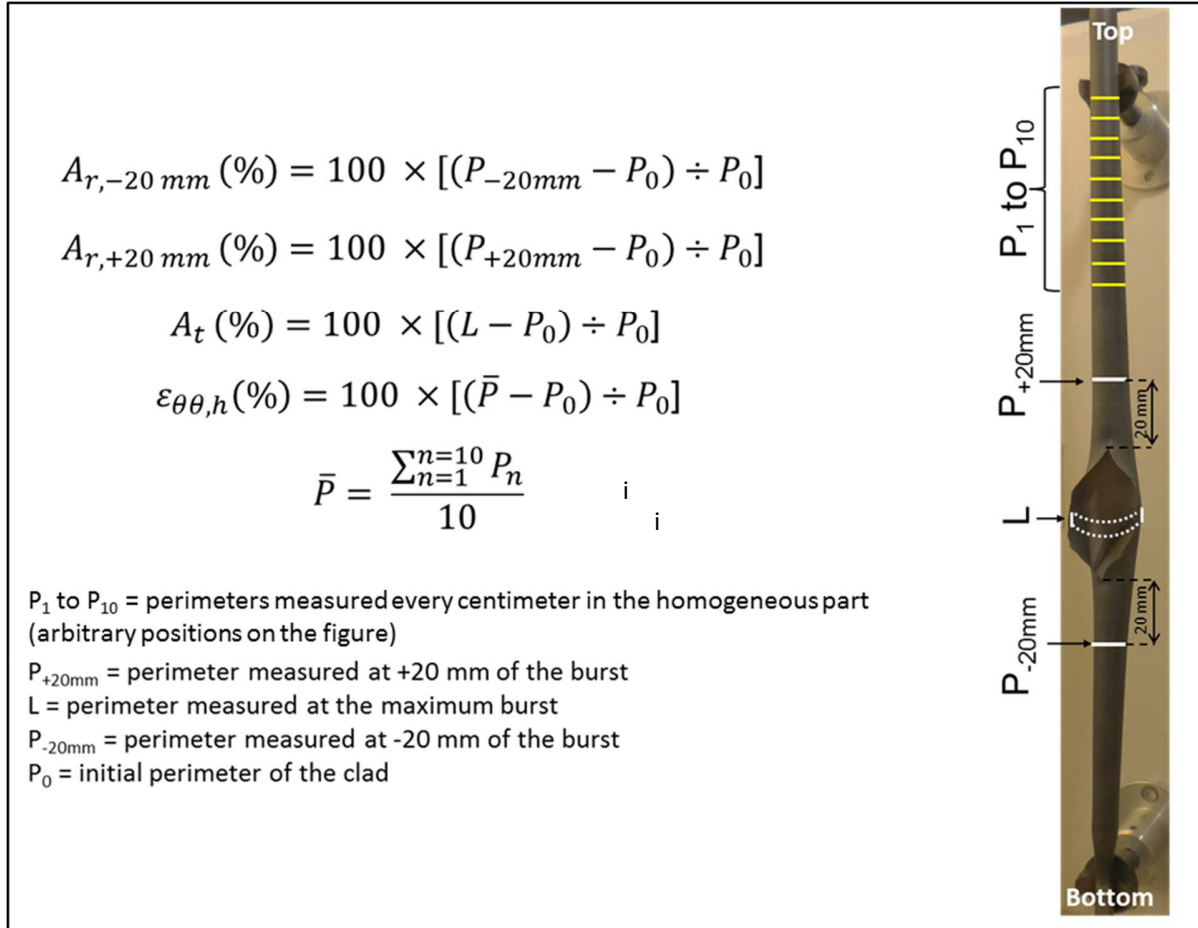 A_{r,−20 mm} (%) = 100 × [(P_{−20mm} − P_0) ÷ P_0]
A_{r,+20 mm} (%) = 100 × [(P_{+20mm} − P_0) ÷ P_0]
A_t (%) = 100 × [(L − P_0) ÷ P_0]
ε_{θθ,h}(%) = 100 × [(P̄ − P_0) ÷ P_0]
P̄ = \frac{∑_{n=1}^{n=10} P_n}{10}
i
i
P₁ to P₁₀ = perimeters measured every centimeter in the homogeneous part
(arbitrary positions on the figure)
P₊₂₀mm = perimeter measured at +20 mm of the burst
L = perimeter measured at the maximum burst
P₋₂₀mm = perimeter measured at -20 mm of the burst
P₀ = initial perimeter of the clad
Top
P₁ to P₁₀
P₊₂₀mm
20 mm
L
20 mm
P₋₂₀mm
Bottom